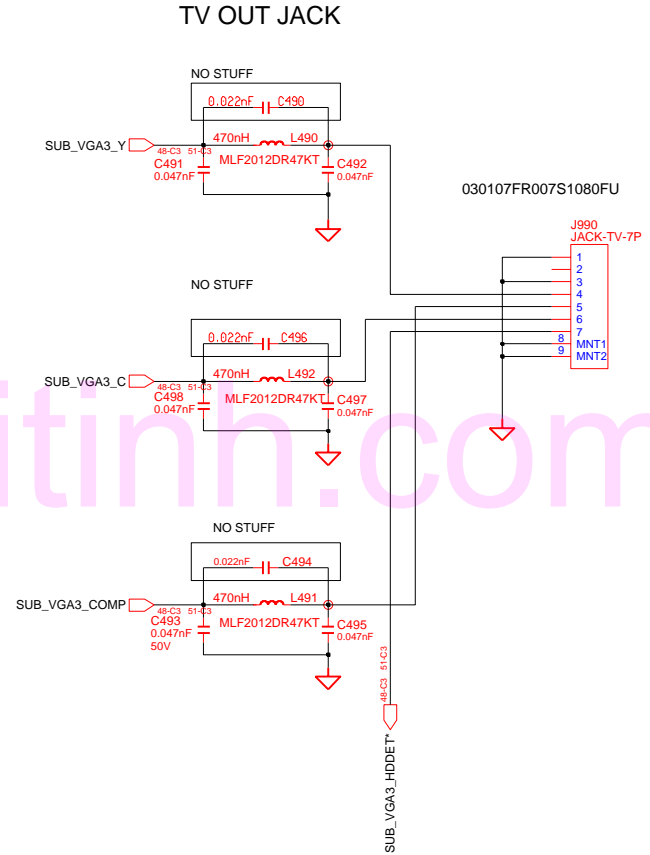 TV OUT JACK
NO STUFF
0.022nF C490
SUB_VGA3_Y
48-C3 51-C3
470nH L490
MLF2012DR47KT
C491
0.047nF
C492
0.047nF
030107FR007S1080FU
J990
JACK-TV-7P
1
2
3
4
5
6
7
8 MNT1
9 MNT2
NO STUFF
0.022nF C496
SUB_VGA3_C
48-C3 51-C3
470nH L492
MLF2012DR47KT
C498
0.047nF
C497
0.047nF
itinh.com
NO STUFF
0.022nF C494
SUB_VGA3_COMP
48-C3 51-C3
470nH L491
MLF2012DR47KT
C493
0.047nF
50V
C495
0.047nF
48-C3 51-C3
SUB_VGA3_HDDET*